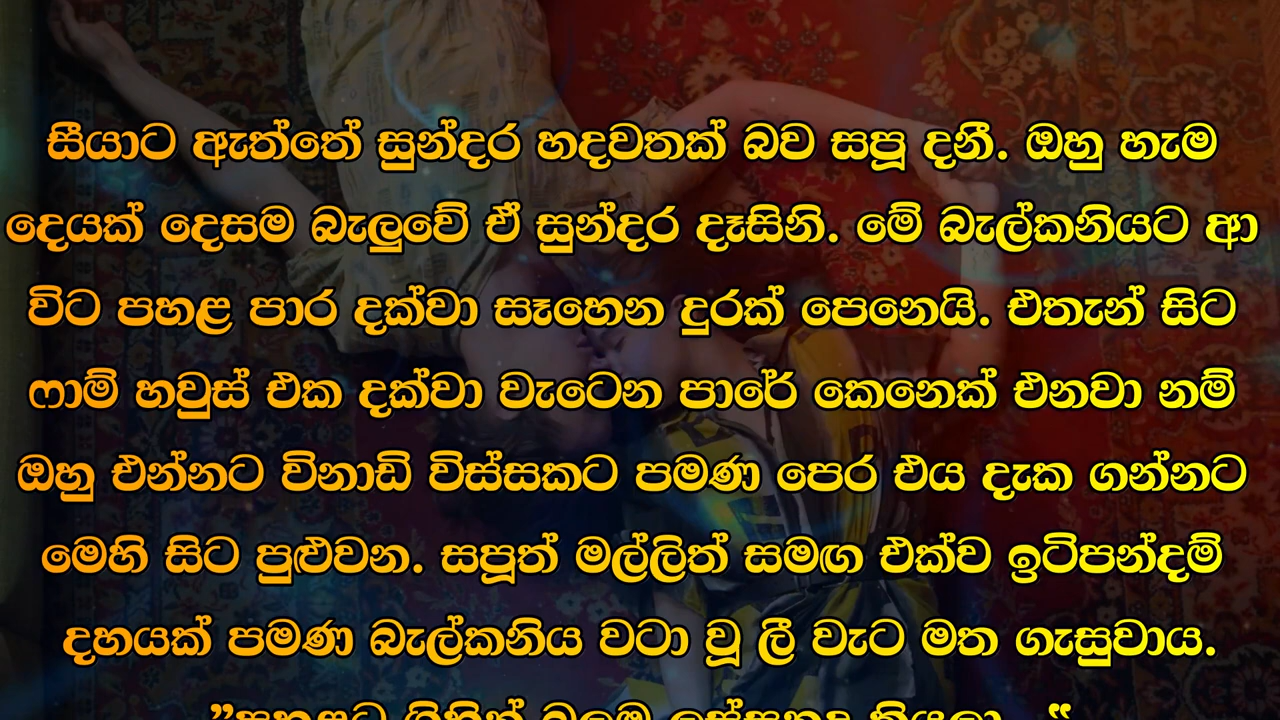 සීයාට ඇත්තේ සුන්දර හදවතක් බව සපූ දනී. ඔහු හැම
දෙයක් දෙසම බැලුවේ ඒ සුන්දර දෑසිනි. මේ බැල්කනියට ආ
විට පහළ පාර දක්වා සෑහෙන දුරක් පෙනෙයි. එතැන් සිට
ෆාම් හවුස් එක දක්වා වැටෙන පාරේ කෙනෙක් එනවා නම්
ඔහු එන්නට විනාඩි විස්සකට පමණ පෙර එය දැක ගන්නට
මෙහි සිට පුළුවන. සපූත් මල්ලිත් සමඟ එක්ව ඉටිපන්දම්
දහයක් පමණ බැල්කනිය වටා වූ ලී වැට මත ගැසුවාය.